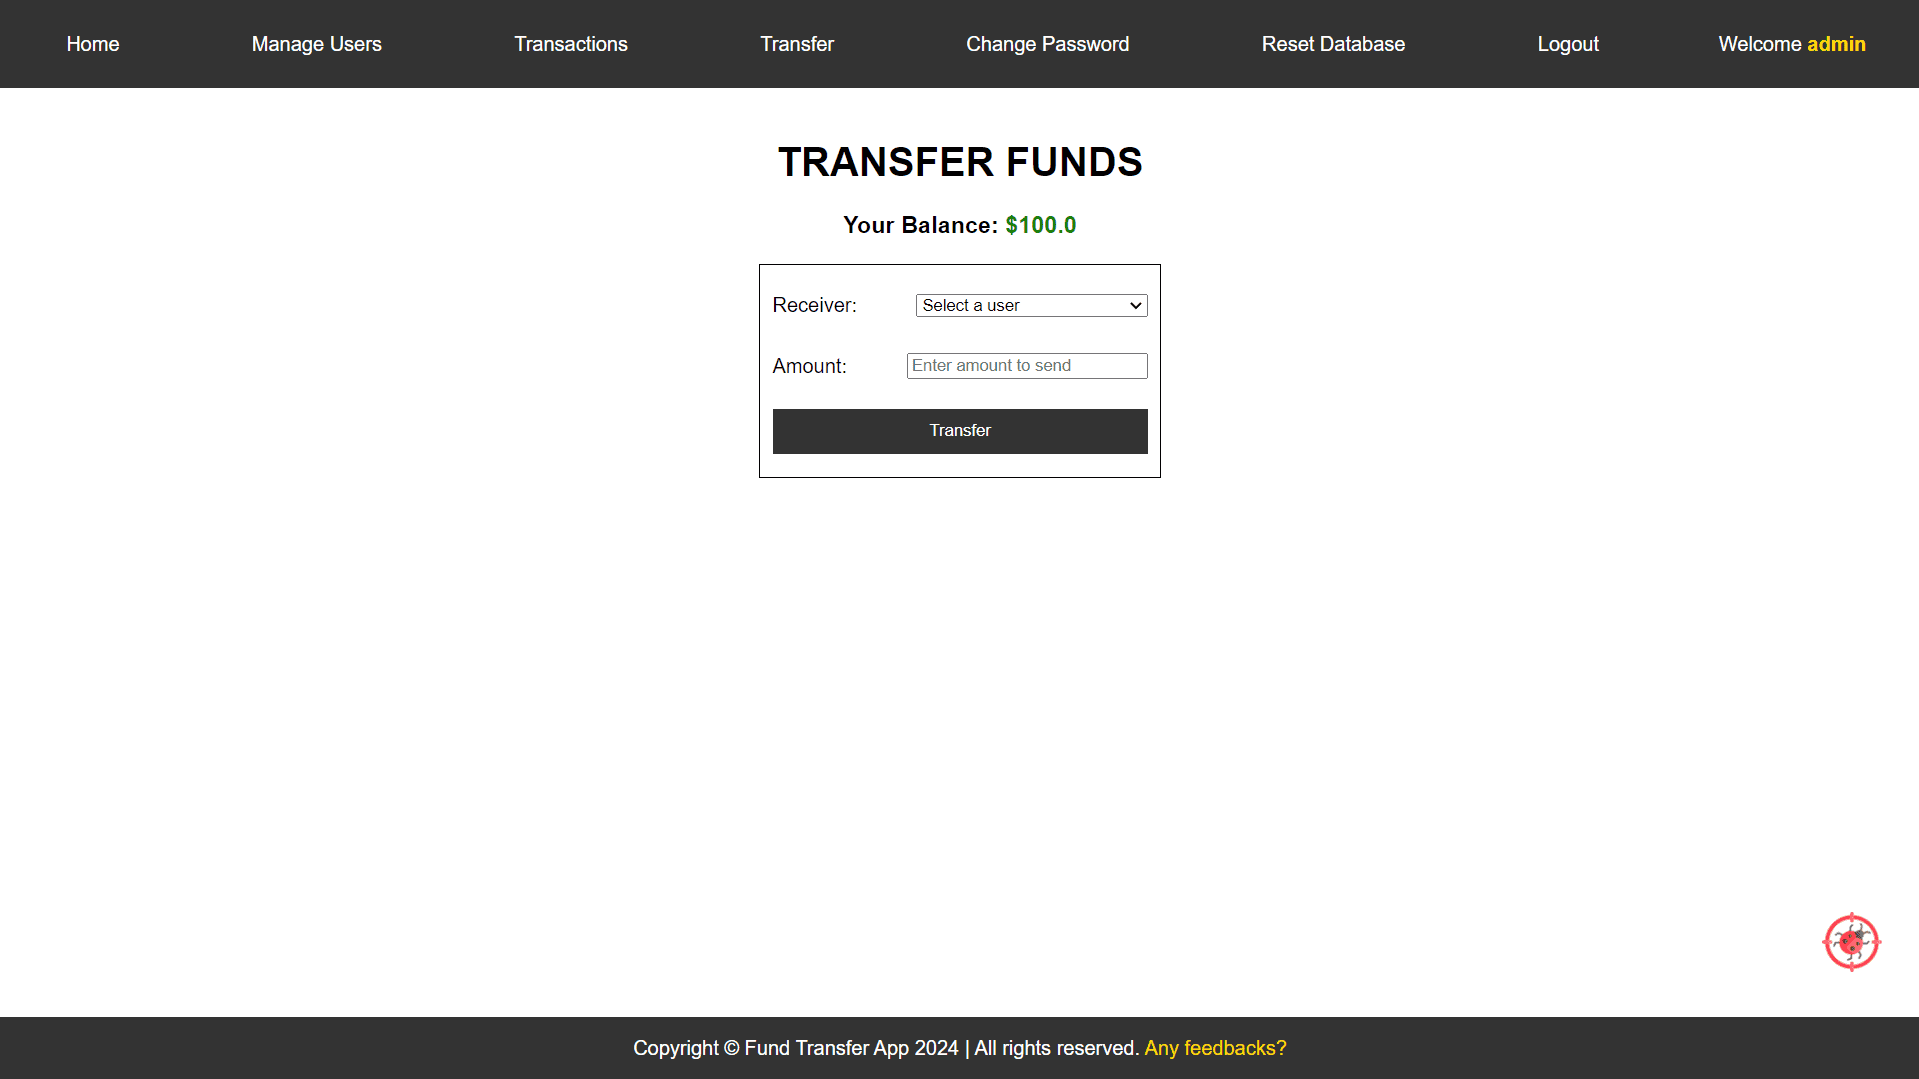 Home Manage Users Transactions Transfer Change Password Reset Database Logout Welcome admin
TRANSFER FUNDS
Your Balance: $100.0
Receiver: Select a user
Amount: Enter amount to send
Transfer
Copyright © Fund Transfer App 2024 | All rights reserved. Any feedbacks?